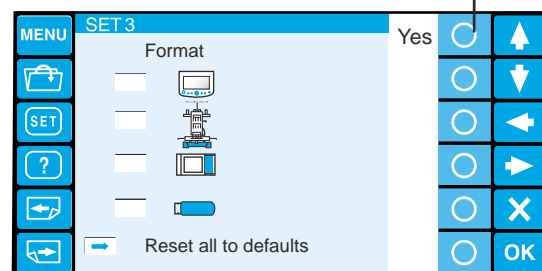 MENU
SET 3
Yes
Format
SET
?
Reset all to defaults
OK